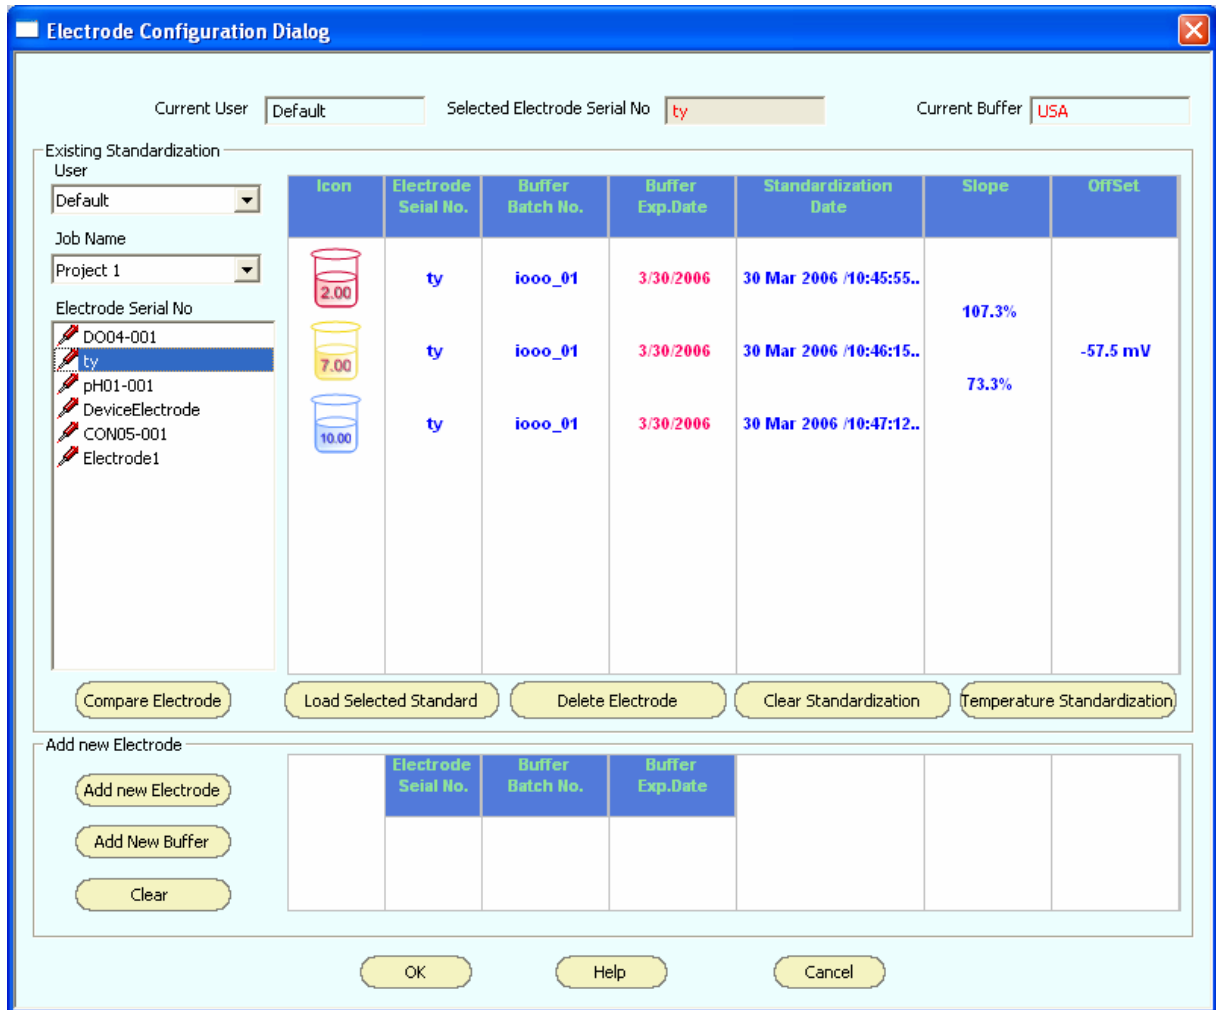 Electrode Configuration Dialog
Current User Default Selected Electrode Serial No ty Current Buffer USA
Existing Standardization
User
Default
Job Name
Project 1
Electrode Serial No
DO04-001
ty
pH01-001
DeviceElectrode
CON05-001
Electrode1
Icon Electrode Buffer Buffer Standardization Slope OffSet
Seial No. Batch No. Exp.Date Date
2.00 ty iooo_01 3/30/2006 30 Mar 2006 /10:45:55..
107.3%
7.00 ty iooo_01 3/30/2006 30 Mar 2006 /10:46:15.. -57.5 mV
73.3%
10.00 ty iooo_01 3/30/2006 30 Mar 2006 /10:47:12..
Compare Electrode Load Selected Standard Delete Electrode Clear Standardization Temperature Standardization
Add new Electrode
Add new Electrode
Add New Buffer
Clear
Electrode Buffer Buffer
Seial No. Batch No. Exp.Date
OK Help Cancel